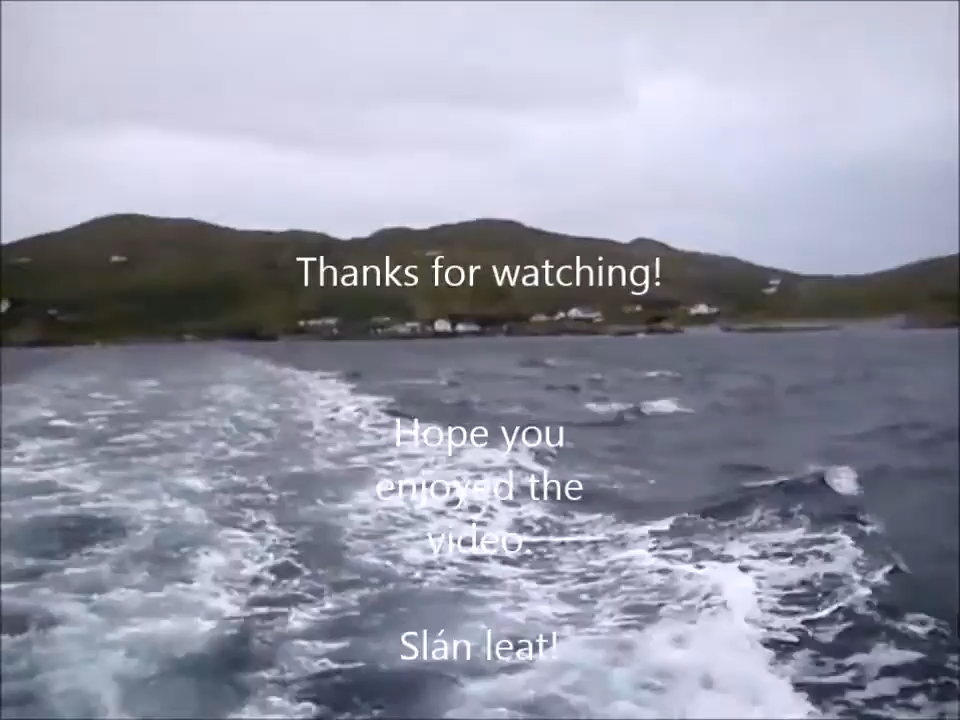 Thanks for watching!
Hope you
enjoyed the
video.
Slán leat!